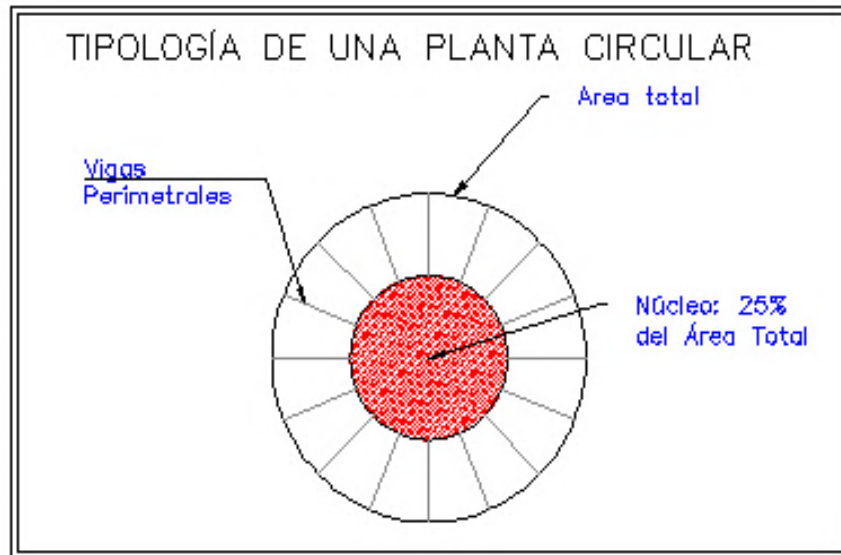 TIPOLOGÍA DE UNA PLANTA CIRCULAR
Area total
Vigas
Perimetrales
Núcleo: 25%
del Área Total